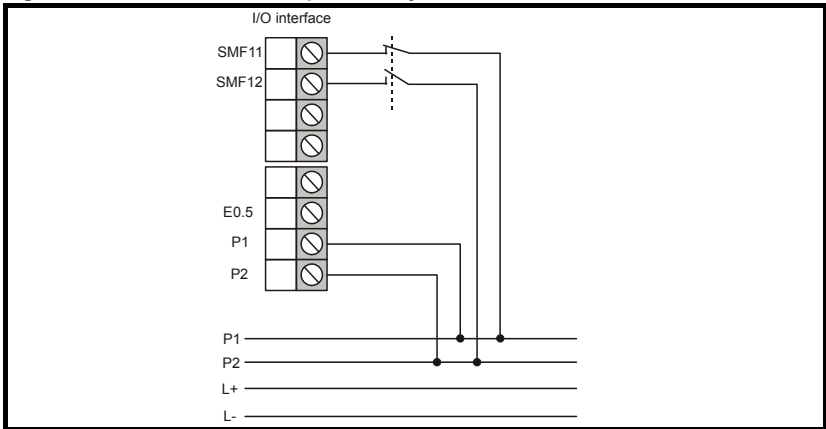 I/O interface
SMF11
SMF12
E0.5
P1
P2
P1
P2
L+
L-